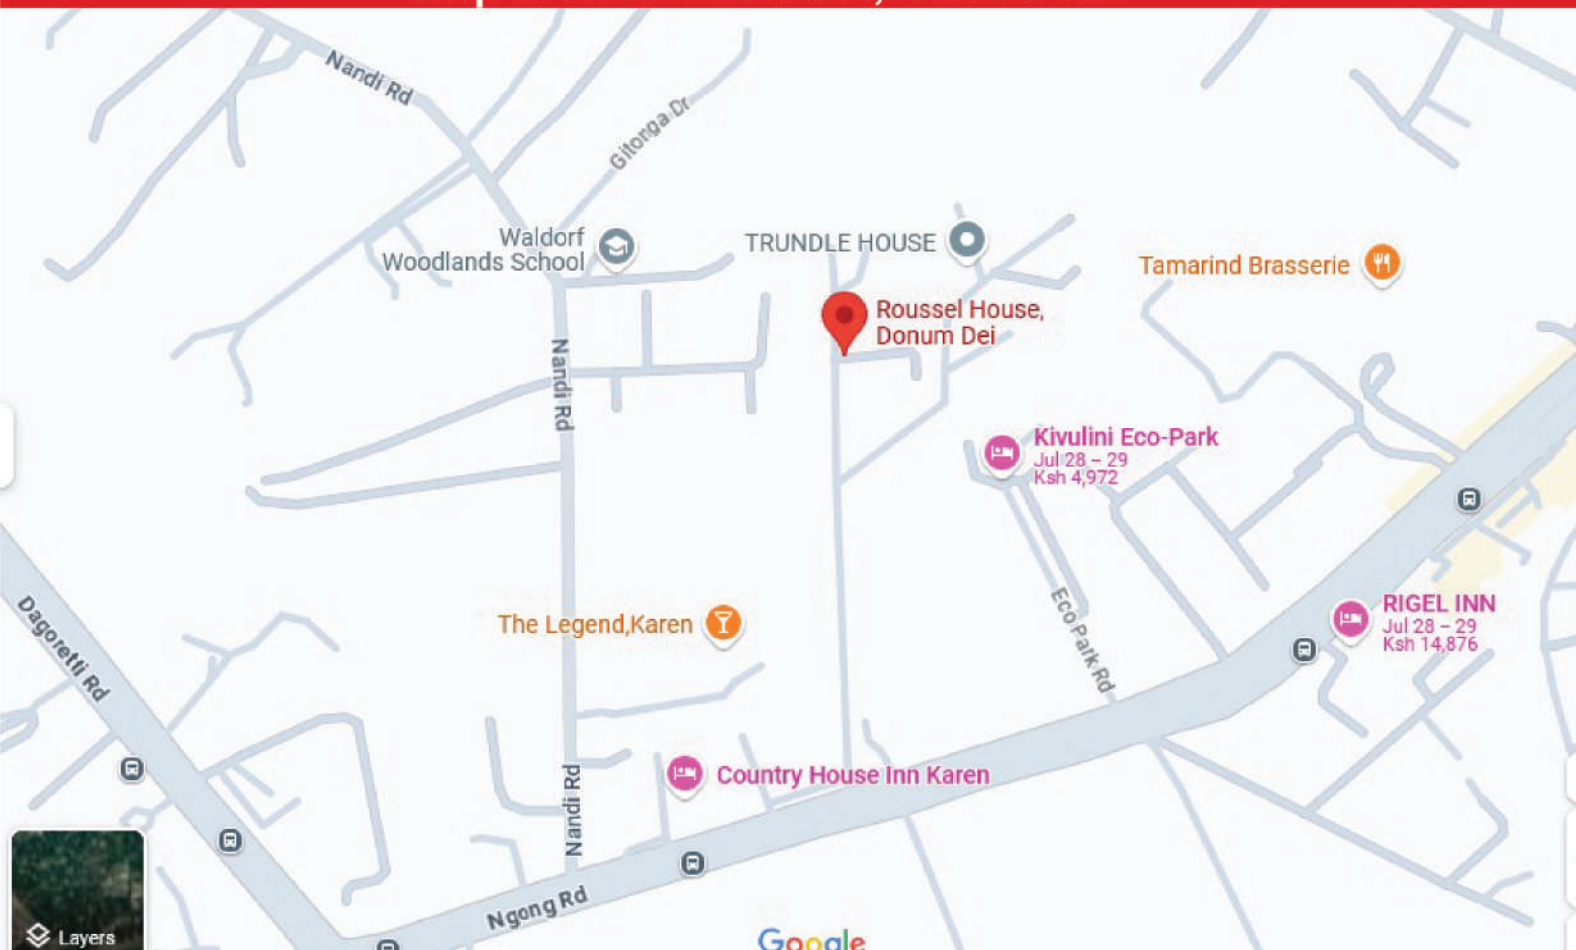 Nandi Rd
Gitonga Dr
Waldorf
Woodlands School
TRUNDLE HOUSE
Tamarind Brasserie
Roussel House,
Donum Dei
Nandi Rd
Kivulini Eco-Park
Jul 28 – 29
Ksh 4,972
Dagoretti Rd
The Legend,Karen
Eco Park Rd
RIGEL INN
Jul 28 – 29
Ksh 14,876
Country House Inn Karen
Nandi Rd
Ngong Rd
Layers
Google